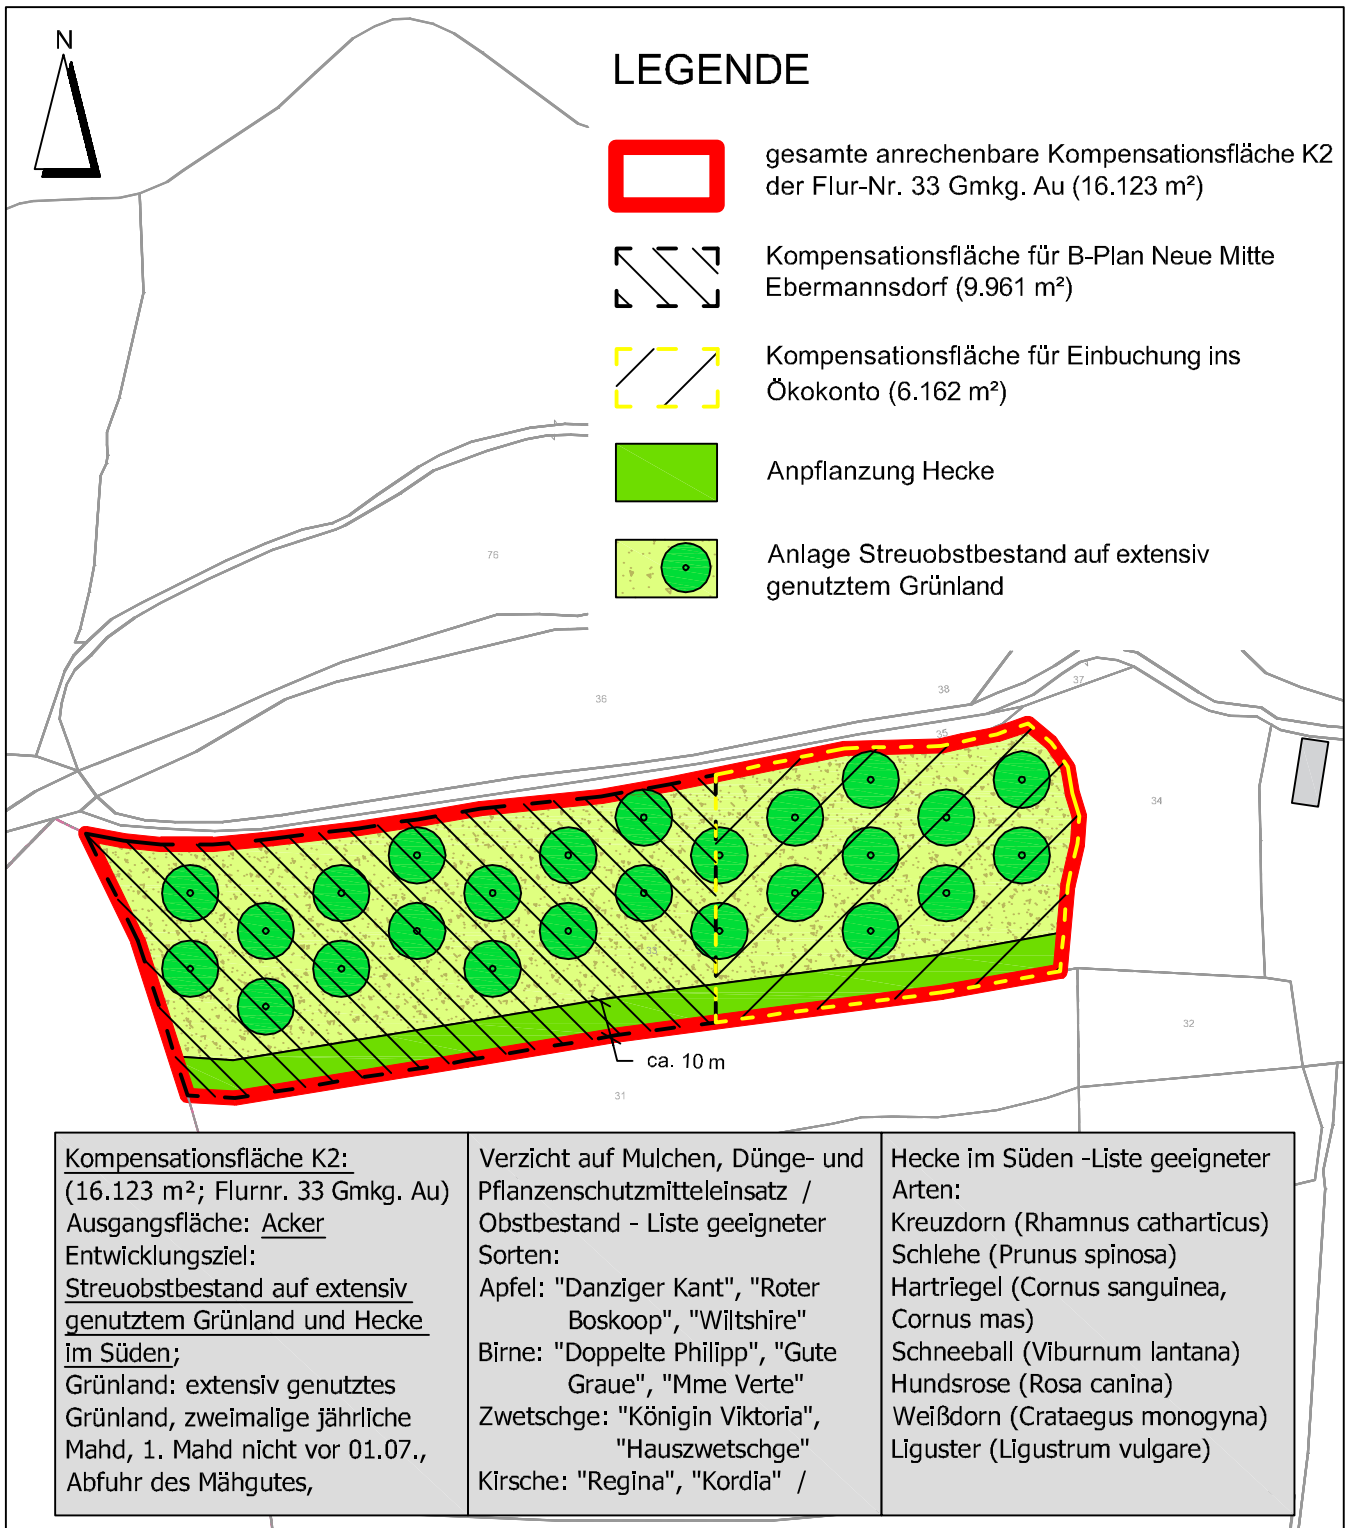 N
LEGENDE
gesamte anrechenbare Kompensationsfläche K2
der Flur-Nr. 33 Gmkg. Au (16.123 m²)
Kompensationsfläche für B-Plan Neue Mitte
Ebermannsdorf (9.961 m²)
Kompensationsfläche für Einbuchung ins
Ökokonto (6.162 m²)
Anpflanzung Hecke
Anlage Streuobstbestand auf extensiv
genutztem Grünland
76
36
38
37
35
34
33
32
31
ca. 10 m
Kompensationsfläche K2:
(16.123 m²; Flurnr. 33 Gmkg. Au)
Ausgangsfläche: Acker
Entwicklungsziel:
Streuobstbestand auf extensiv
genutztem Grünland und Hecke
im Süden;
Grünland: extensiv genutztes
Grünland, zweimalige jährliche
Mahd, 1. Mahd nicht vor 01.07.,
Abfuhr des Mähgutes,
Verzicht auf Mulchen, Dünge- und
Pflanzenschutzmitteleinsatz /
Obstbestand - Liste geeigneter
Sorten:
Apfel: "Danziger Kant", "Roter
Boskoop", "Wiltshire"
Birne: "Doppelte Philipp", "Gute
Graue", "Mme Verte"
Zwetschge: "Königin Viktoria",
"Hauszwetschge"
Kirsche: "Regina", "Kordia" /
Hecke im Süden -Liste geeigneter
Arten:
Kreuzdorn (Rhamnus catharticus)
Schlehe (Prunus spinosa)
Hartriegel (Cornus sanguinea,
Cornus mas)
Schneeball (Viburnum lantana)
Hundsrose (Rosa canina)
Weißdorn (Crataegus monogyna)
Liguster (Ligustrum vulgare)